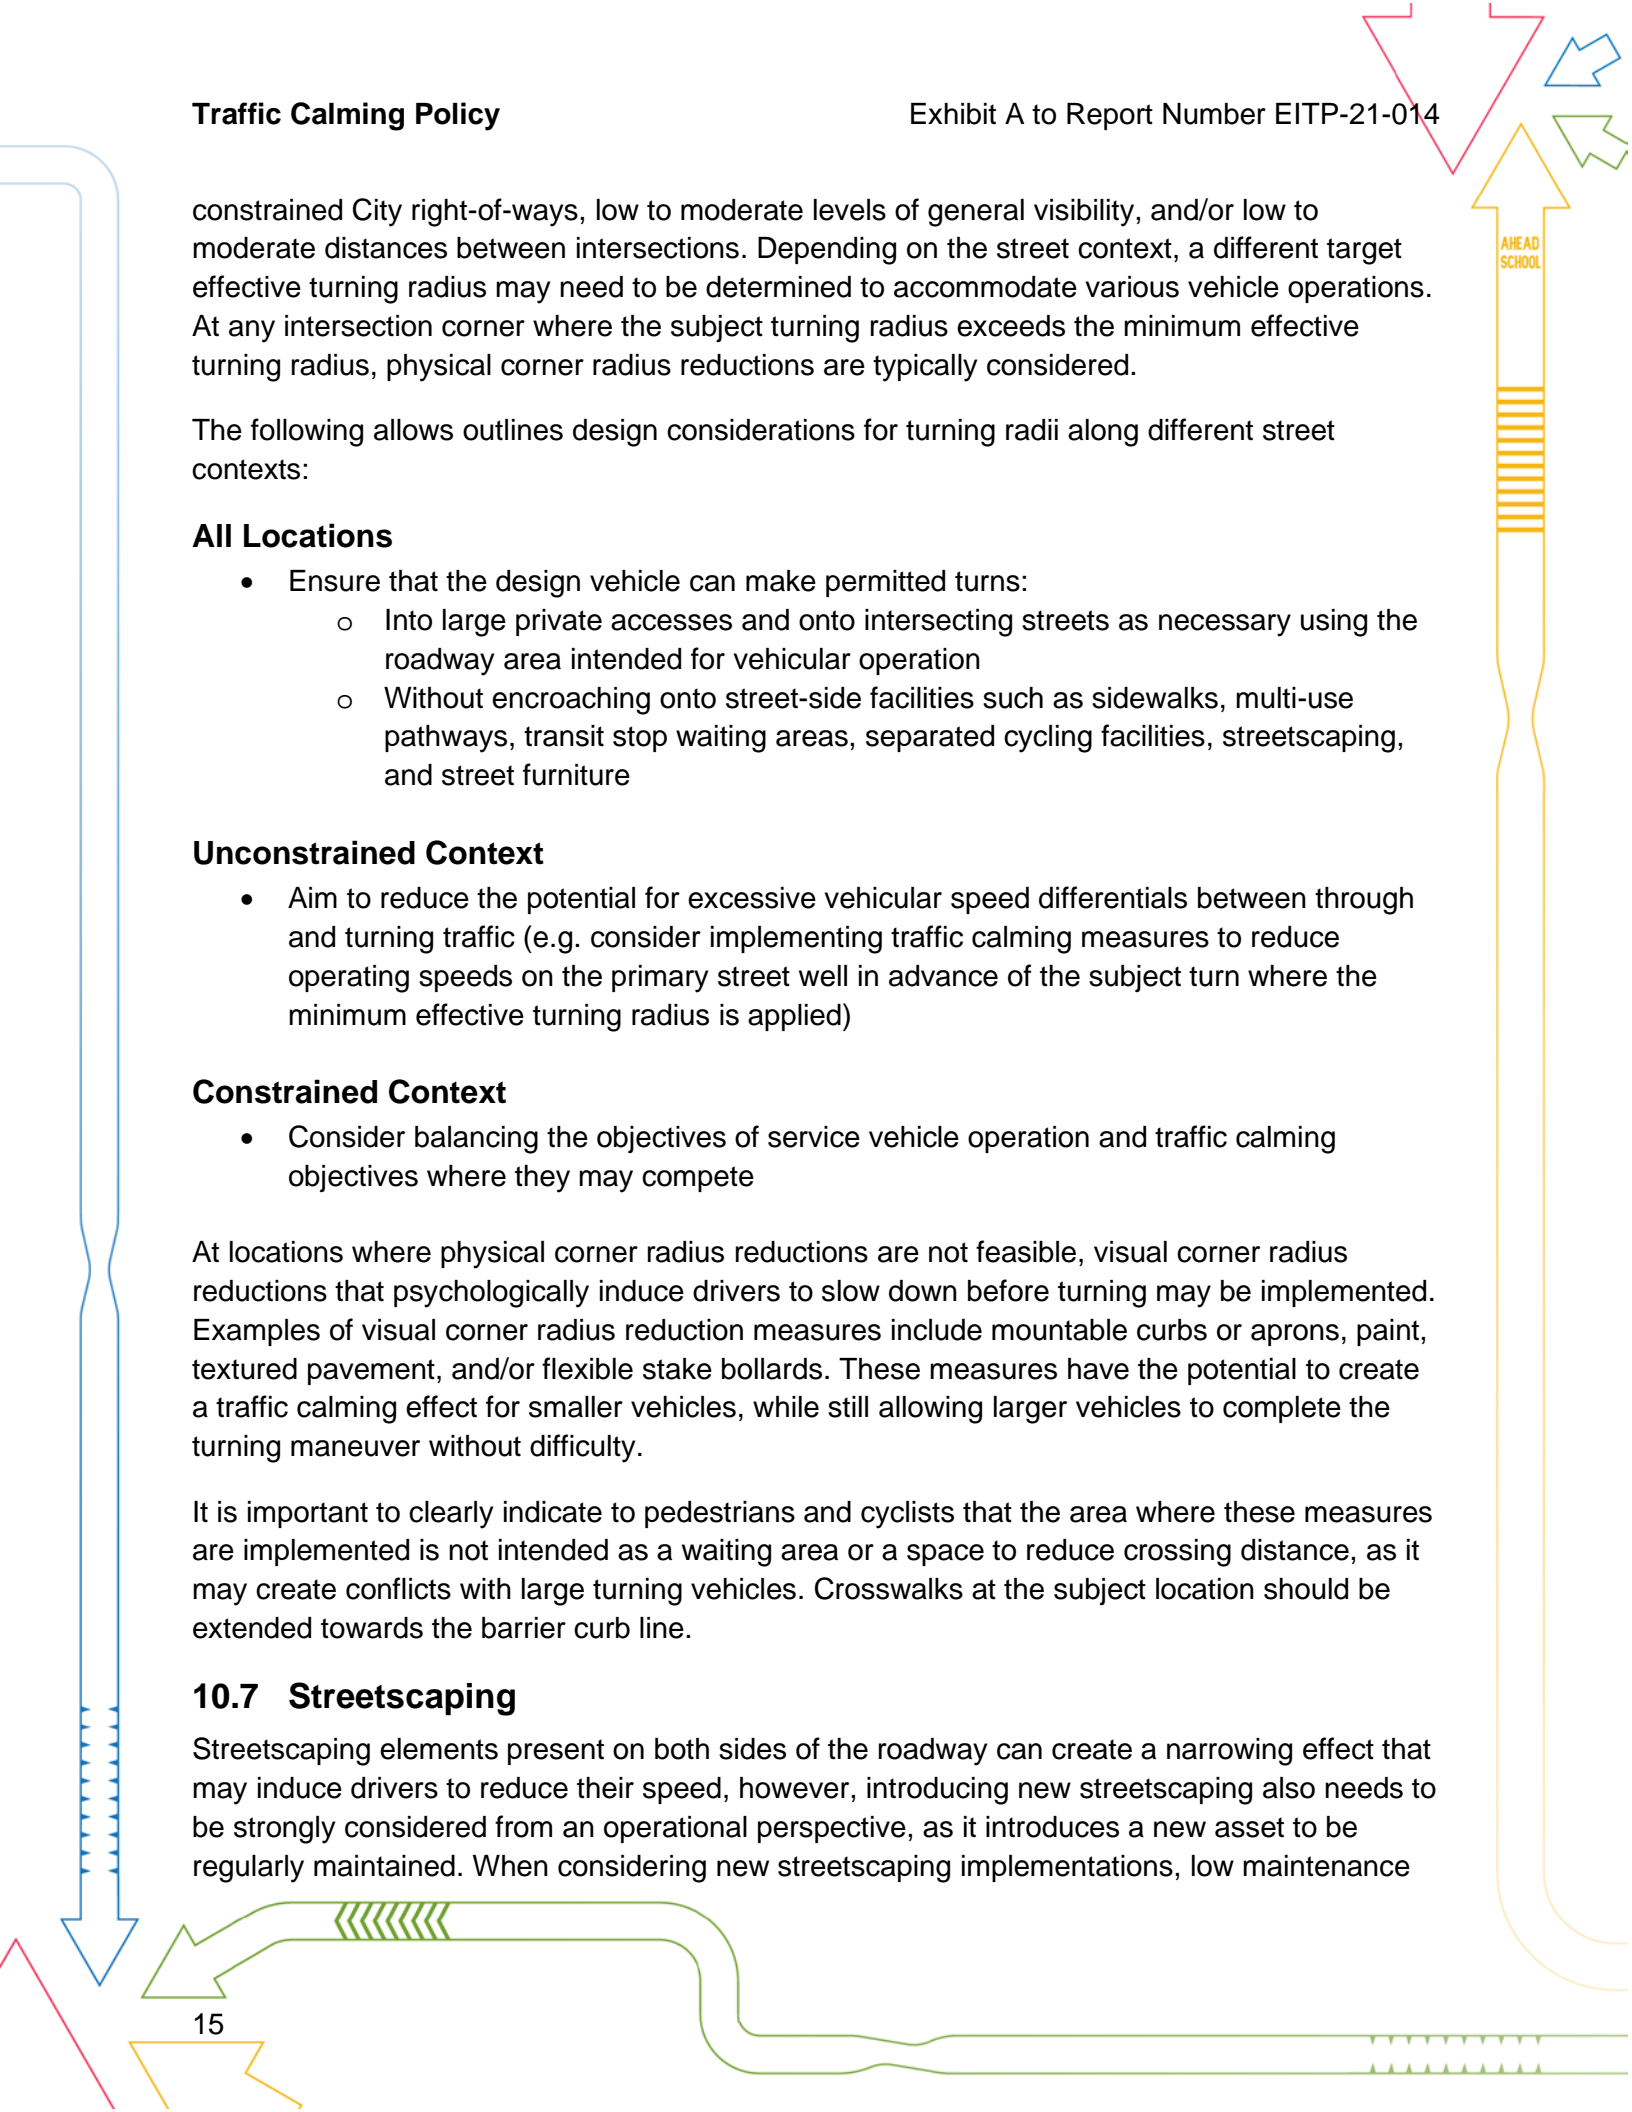 Traffic Calming Policy Exhibit A to Report Number EITP-21-014
constrained City right-of-ways, low to moderate levels of general visibility, and/or low to
moderate distances between intersections. Depending on the street context, a different target
effective turning radius may need to be determined to accommodate various vehicle operations.
At any intersection corner where the subject turning radius exceeds the minimum effective
turning radius, physical corner radius reductions are typically considered.
AHEAD
SCHOOL
The following allows outlines design considerations for turning radii along different street
contexts:
All Locations
• Ensure that the design vehicle can make permitted turns:
o Into large private accesses and onto intersecting streets as necessary using the
roadway area intended for vehicular operation
o Without encroaching onto street-side facilities such as sidewalks, multi-use
pathways, transit stop waiting areas, separated cycling facilities, streetscaping,
and street furniture
Unconstrained Context
• Aim to reduce the potential for excessive vehicular speed differentials between through
and turning traffic (e.g. consider implementing traffic calming measures to reduce
operating speeds on the primary street well in advance of the subject turn where the
minimum effective turning radius is applied)
Constrained Context
• Consider balancing the objectives of service vehicle operation and traffic calming
objectives where they may compete
At locations where physical corner radius reductions are not feasible, visual corner radius
reductions that psychologically induce drivers to slow down before turning may be implemented.
Examples of visual corner radius reduction measures include mountable curbs or aprons, paint,
textured pavement, and/or flexible stake bollards. These measures have the potential to create
a traffic calming effect for smaller vehicles, while still allowing larger vehicles to complete the
turning maneuver without difficulty.
It is important to clearly indicate to pedestrians and cyclists that the area where these measures
are implemented is not intended as a waiting area or a space to reduce crossing distance, as it
may create conflicts with large turning vehicles. Crosswalks at the subject location should be
extended towards the barrier curb line.
10.7 Streetscaping
Streetscaping elements present on both sides of the roadway can create a narrowing effect that
may induce drivers to reduce their speed, however, introducing new streetscaping also needs to
be strongly considered from an operational perspective, as it introduces a new asset to be
regularly maintained. When considering new streetscaping implementations, low maintenance
15